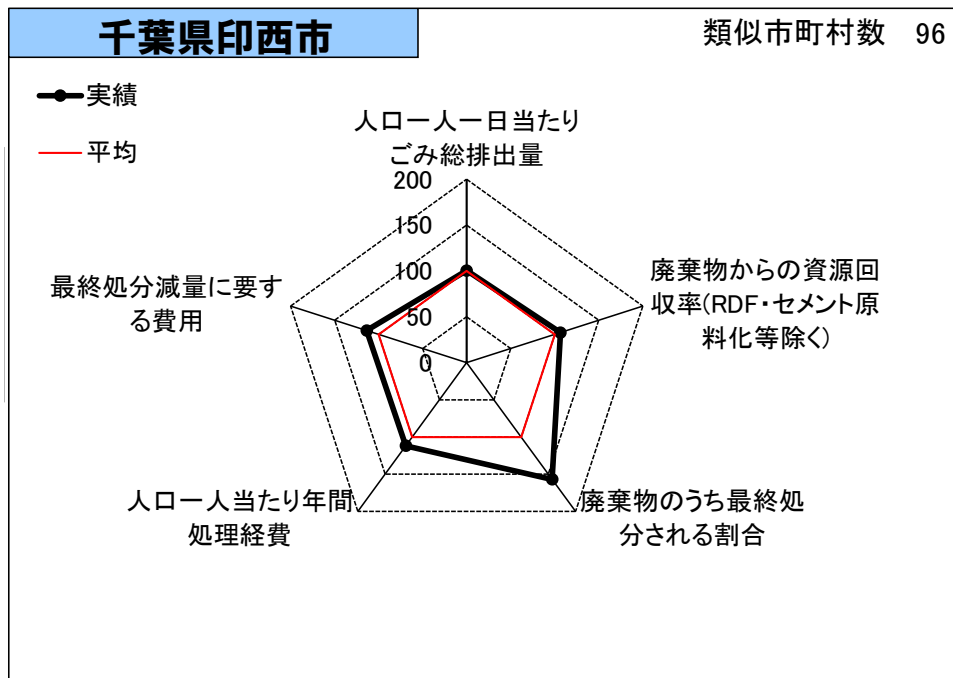 千葉県印西市
類似市町村数 96
実績
平均
人口一人一日当たり
ごみ総排出量
200
150
100
50
0
廃棄物からの資源回
収率(RDF・セメント原
料化等除く)
最終処分減量に要す
る費用
人口一人当たり年間
処理経費
廃棄物のうち最終処
分される割合